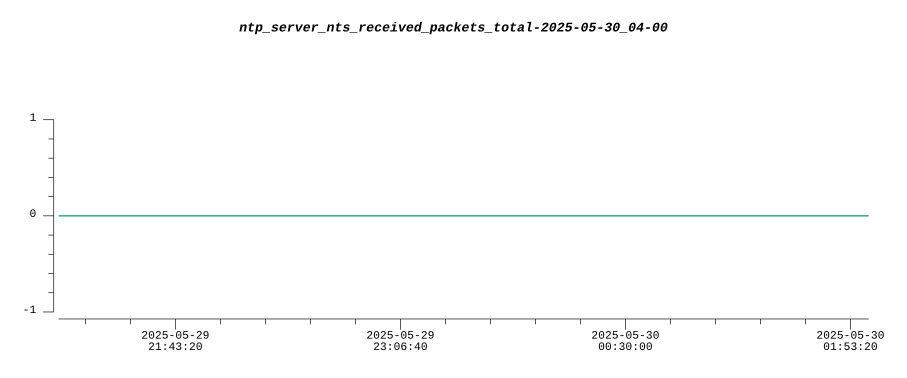 ntp_server_nts_received_packets_total-2025-05-30_04-00
1
0
-1
2025-05-29 2025-05-29 2025-05-30 2025-05-30
21:43:20 23:06:40 00:30:00 01:53:20